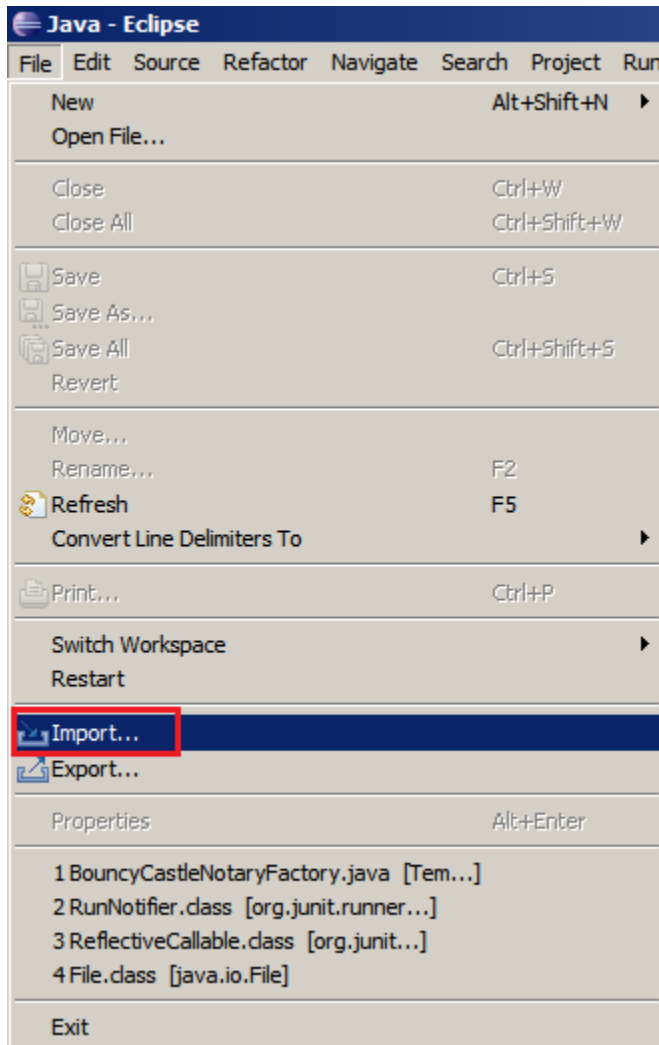 Java - Eclipse
File Edit Source Refactor Navigate Search Project Run
New Alt+Shift+N
Open File...
Close Ctrl+W
Close All Ctrl+Shift+W
Save Ctrl+S
Save As...
Save All Ctrl+Shift+S
Revert
Move...
Rename... F2
Refresh F5
Convert Line Delimiters To
Print... Ctrl+P
Switch Workspace
Restart
Import...
Export...
Properties Alt+Enter
1 BouncyCastleNotaryFactory.java [Tem...]
2 RunNotifier.class [org.junit.runner...]
3 ReflectiveCallable.class [org.junit...]
4 File.class [java.io.File]
Exit